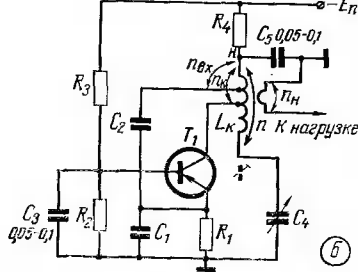 –Eп
R₄
C₅ 0,05-0,1
н
nвх
nк
R₃
nн
C₂
Lк
n
К нагрузке
T₁
C₃
0,05-0,1
R₂
C₁
R₁
C₄
б